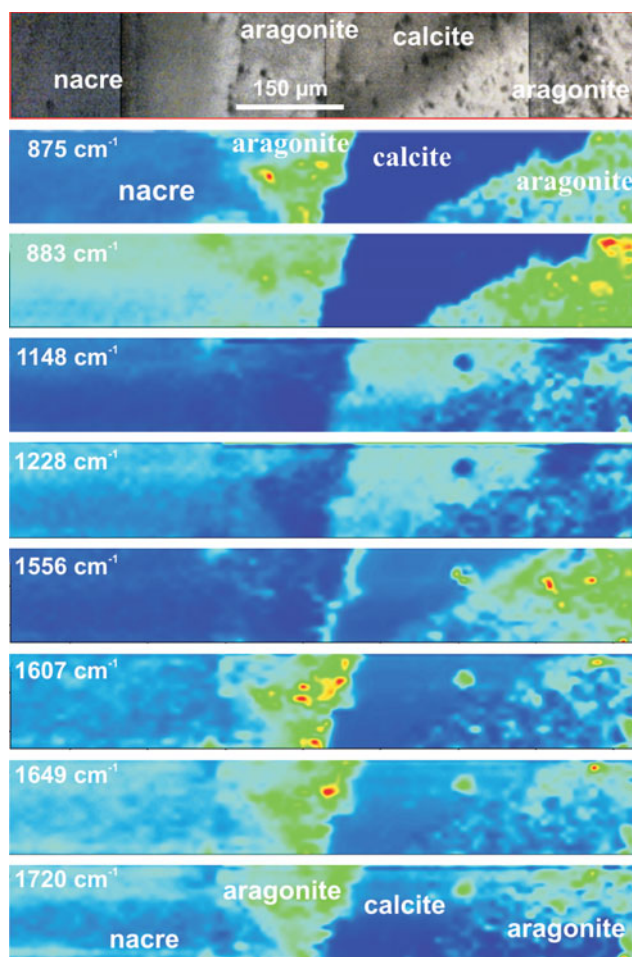 aragonite
calcite
nacre
150 µm
aragonite
875 cm⁻¹
aragonite
calcite
nacre
aragonite
883 cm⁻¹
1148 cm⁻¹
1228 cm⁻¹
1556 cm⁻¹
1607 cm⁻¹
1649 cm⁻¹
1720 cm⁻¹
aragonite
calcite
nacre
aragonite